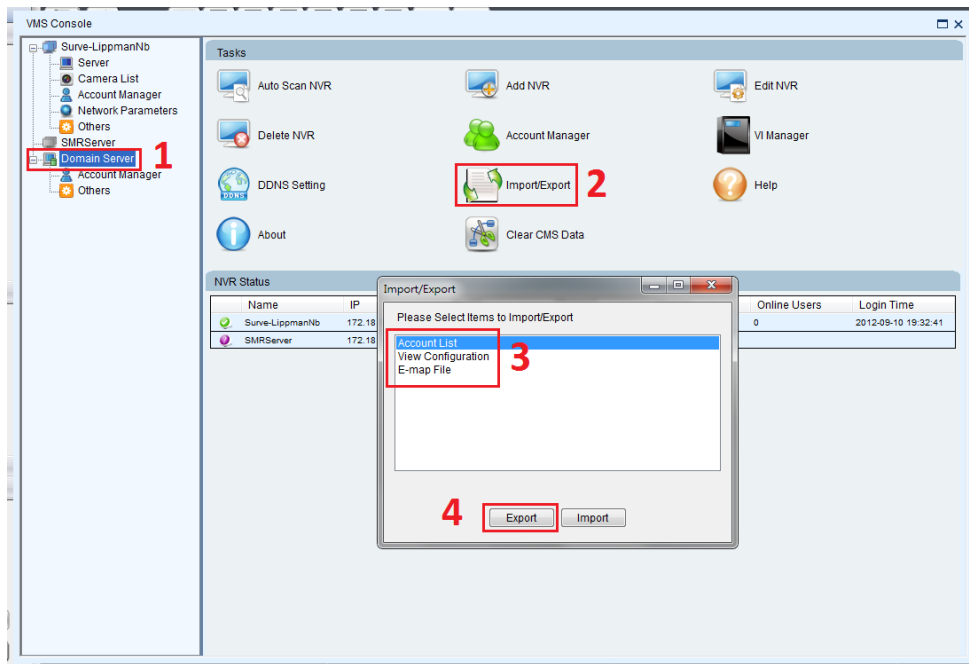 VMS Console
Surve-LippmanNb
Server
Camera List
Account Manager
Network Parameters
Others
SMRServer
Domain Server
1
Account Manager
Others
Tasks
Auto Scan NVR
Add NVR
Edit NVR
Delete NVR
Account Manager
VI Manager
DDNS
DDNS Setting
Import/Export
2
Help
About
Clear CMS Data
NVR Status
Name IP Online Users Login Time
Surve-LippmanNb 172.18 0 2012-09-10 19:32:41
SMRServer 172.18
Import/Export
Please Select Items to Import/Export
Account List
View Configuration
E-map File
3
4
Export Import